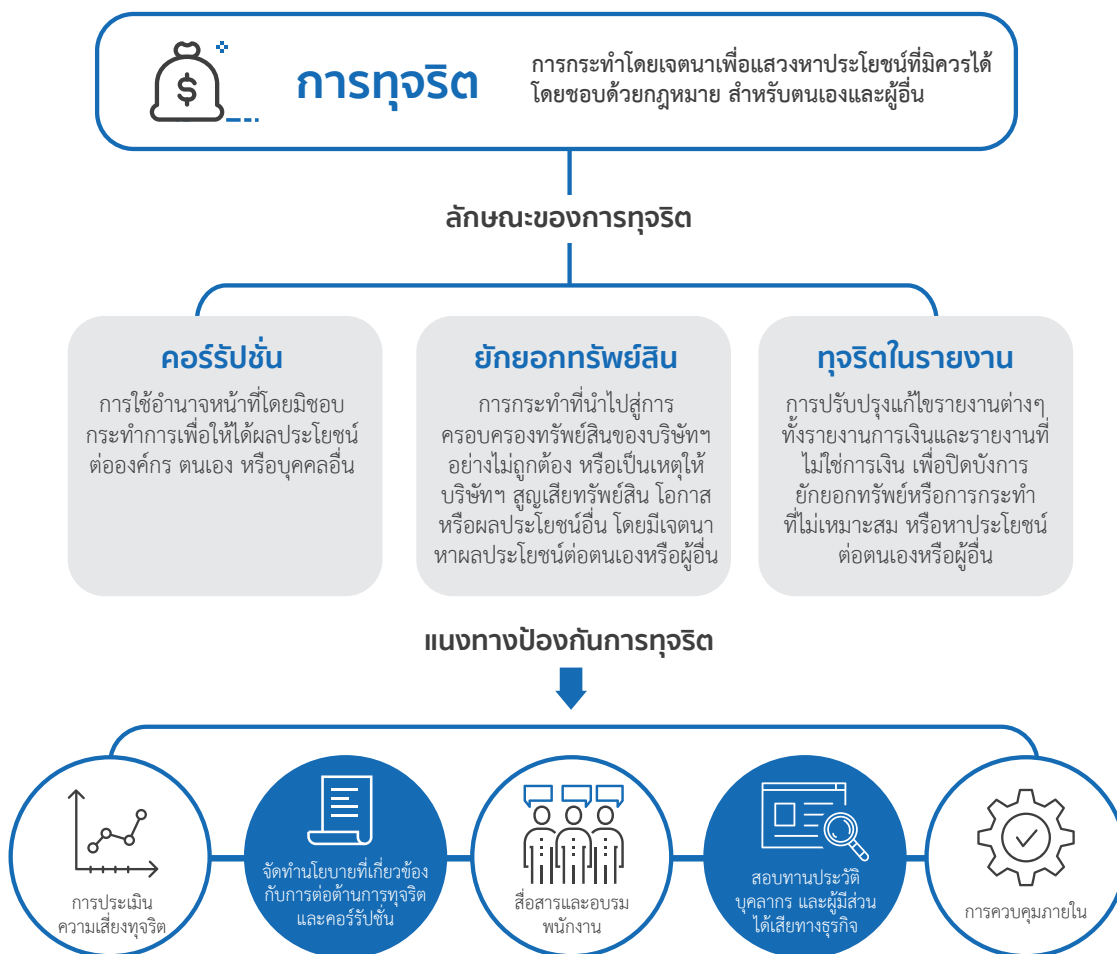 $
การทุจริต
การกระทำโดยเจตนาเพื่อแสวงหาประโยชน์ที่มิควรได้
โดยชอบด้วยกฎหมาย สำหรับตนเองและผู้อื่น
ลักษณะของการทุจริต
คอร์รัปชั่น
การใช้อำนาจหน้าที่โดยมิชอบ
กระทำการเพื่อให้ได้ผลประโยชน์
ต่อองค์กร ตนเอง หรือบุคคลอื่น
ยักยอกทรัพย์สิน
การกระทำที่นำไปสู่การ
ครอบครองทรัพย์สินของบริษัทฯ
อย่างไม่ถูกต้อง หรือเป็นเหตุให้
บริษัทฯ สูญเสียทรัพย์สิน โอกาส
หรือผลประโยชน์อื่น โดยมีเจตนา
หาผลประโยชน์ต่อตนเองหรือผู้อื่น
ทุจริตในรายงาน
การปรับปรุงแก้ไขรายงานต่างๆ
ทั้งรายงานการเงินและรายงานที่
ไม่ใช่การเงิน เพื่อปิดบังการ
ยักยอกทรัพย์หรือการกระทำ
ที่ไม่เหมาะสม หรือหาประโยชน์
ต่อตนเองหรือผู้อื่น
แนงทางป้องกันการทุจริต
การประเมิน
ความเสี่ยงทุจริต
จัดทำนโยบายที่เกี่ยวข้อง
กับการต่อต้านการทุจริต
และคอร์รัปชั่น
สื่อสารและอบรม
พนักงาน
สอบทานประวัติ
บุคลากร และผู้มีส่วน
ได้เสียทางธุรกิจ
การควบคุมภายใน